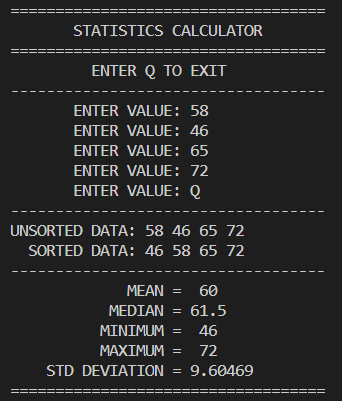 ===================================
STATISTICS CALCULATOR
===================================
ENTER Q TO EXIT
-----------------------------------
ENTER VALUE: 58
ENTER VALUE: 46
ENTER VALUE: 65
ENTER VALUE: 72
ENTER VALUE: Q
-----------------------------------
UNSORTED DATA: 58 46 65 72
SORTED DATA: 46 58 65 72
-----------------------------------
MEAN =  60
MEDIAN = 61.5
MINIMUM =  46
MAXIMUM =  72
STD DEVIATION = 9.60469
===================================